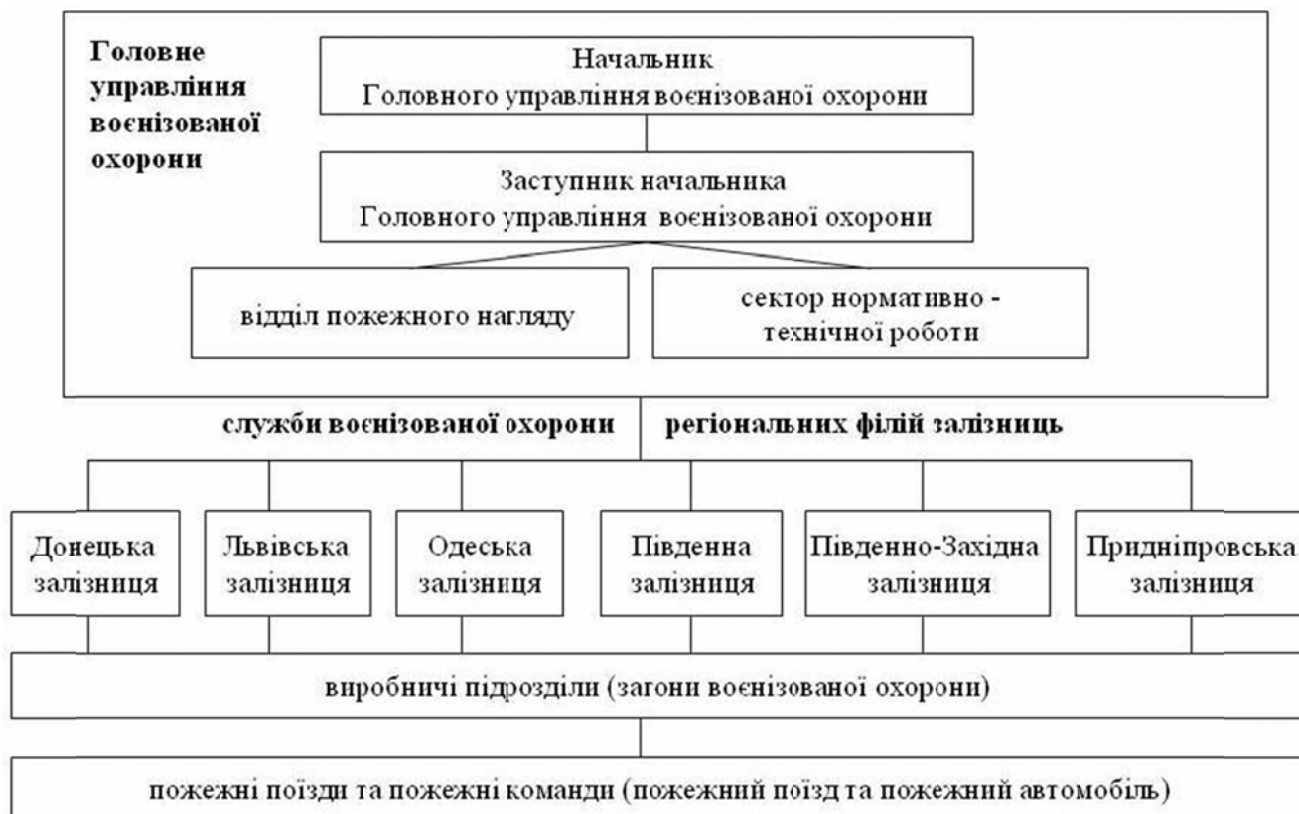 Головне
управління
воєнізованої
охорони
Начальник
Головного управління воєнізованої охорони
Заступник начальника
Головного управління воєнізованої охорони
відділ пожежного нагляду
сектор нормативно -
технічної роботи
служби воєнізованої охорони регіональних філій залізниць
Донецька
залізниця
Львівська
залізниця
Одеська
залізниця
Південна
залізниця
Південно-Західна
залізниця
Придніпровська
залізниця
виробничі підрозділи (загони воєнізованої охорони)
пожежні поїзди та пожежні команди (пожежний поїзд та пожежний автомобіль)